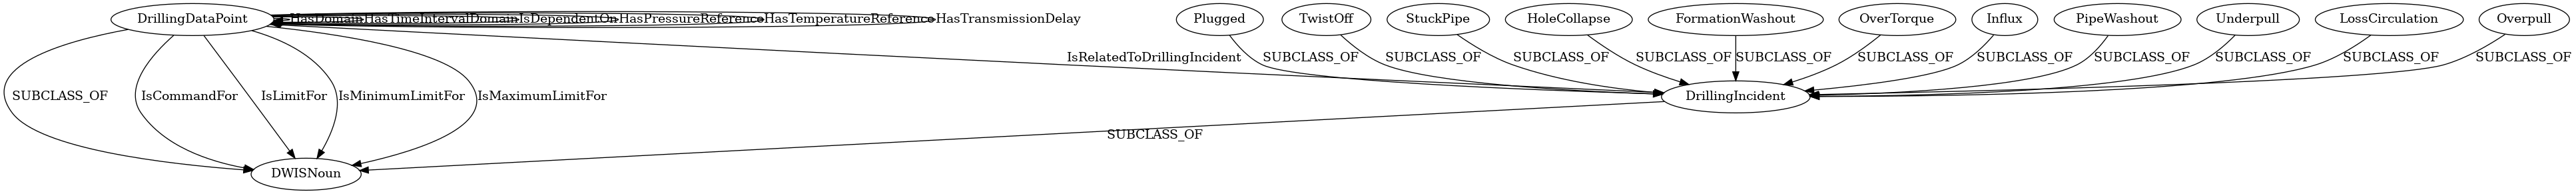 DrillingDataPoint
HasDomain
HasTimeIntervalDomain
IsDependentOn
HasPressureReference
HasTemperatureReference
HasTransmissionDelay
Plugged
TwistOff
StuckPipe
HoleCollapse
FormationWashout
OverTorque
Influx
PipeWashout
Underpull
LossCirculation
Overpull
IsRelatedToDrillingIncident
SUBCLASS_OF
SUBCLASS_OF
SUBCLASS_OF
SUBCLASS_OF
SUBCLASS_OF
SUBCLASS_OF
SUBCLASS_OF
SUBCLASS_OF
SUBCLASS_OF
SUBCLASS_OF
SUBCLASS_OF
SUBCLASS_OF
IsCommandFor
IsLimitFor
IsMinimumLimitFor
IsMaximumLimitFor
DrillingIncident
SUBCLASS_OF
DWISNoun